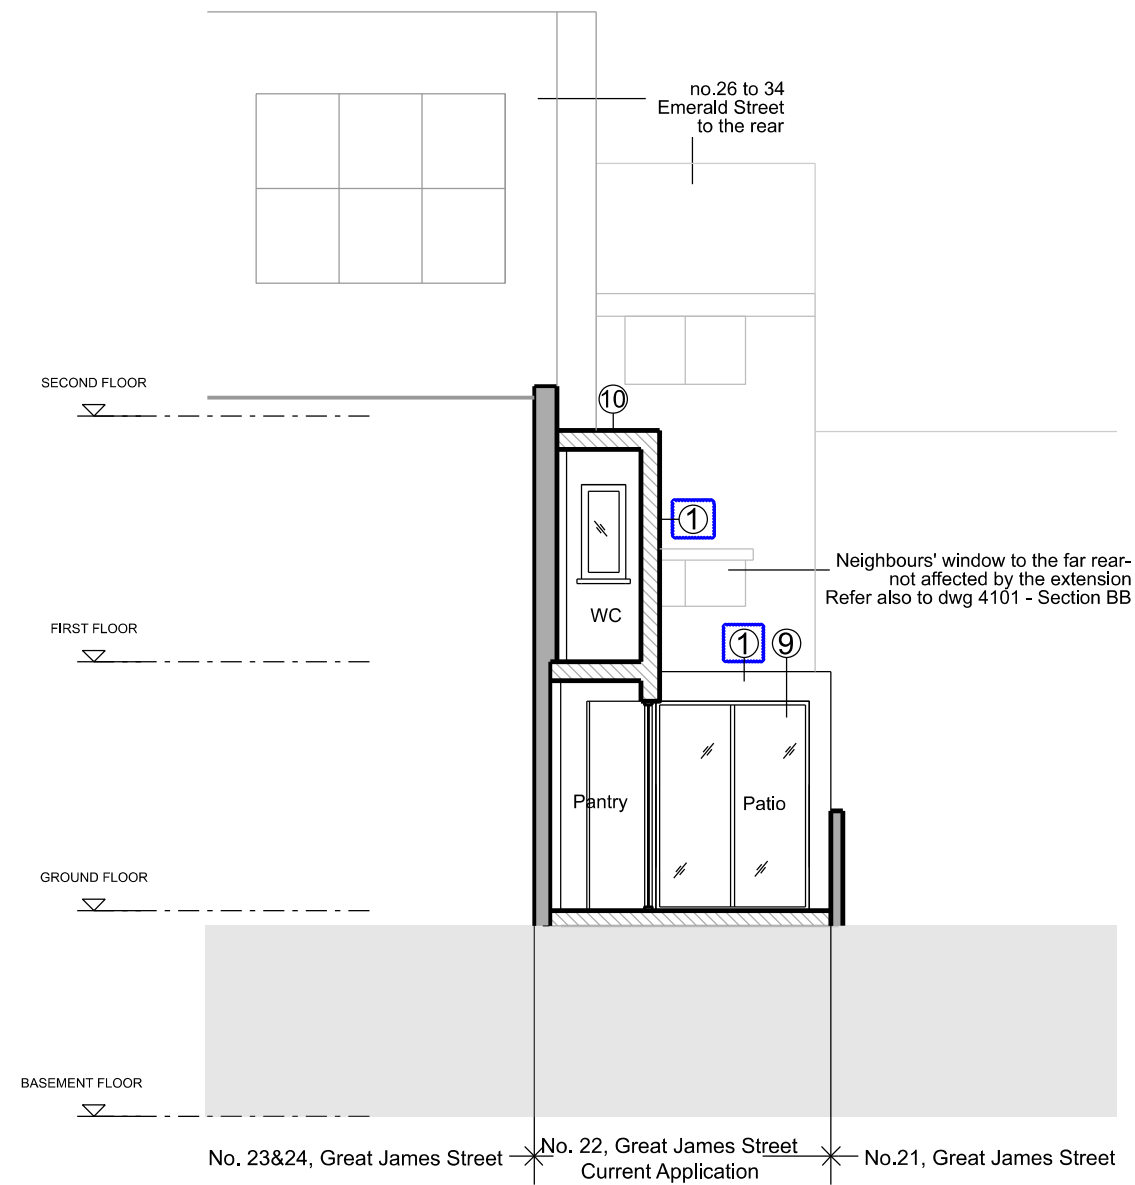 no.26 to 34
Emerald Street
to the rear
SECOND FLOOR
10
1
Neighbours' window to the far rear-
not affected by the extension
Refer also to dwg 4101 - Section BB
WC
FIRST FLOOR
1
9
Pantry
Patio
GROUND FLOOR
BASEMENT FLOOR
No. 23&24, Great James Street
No. 22, Great James Street
Current Application
No.21, Great James Street